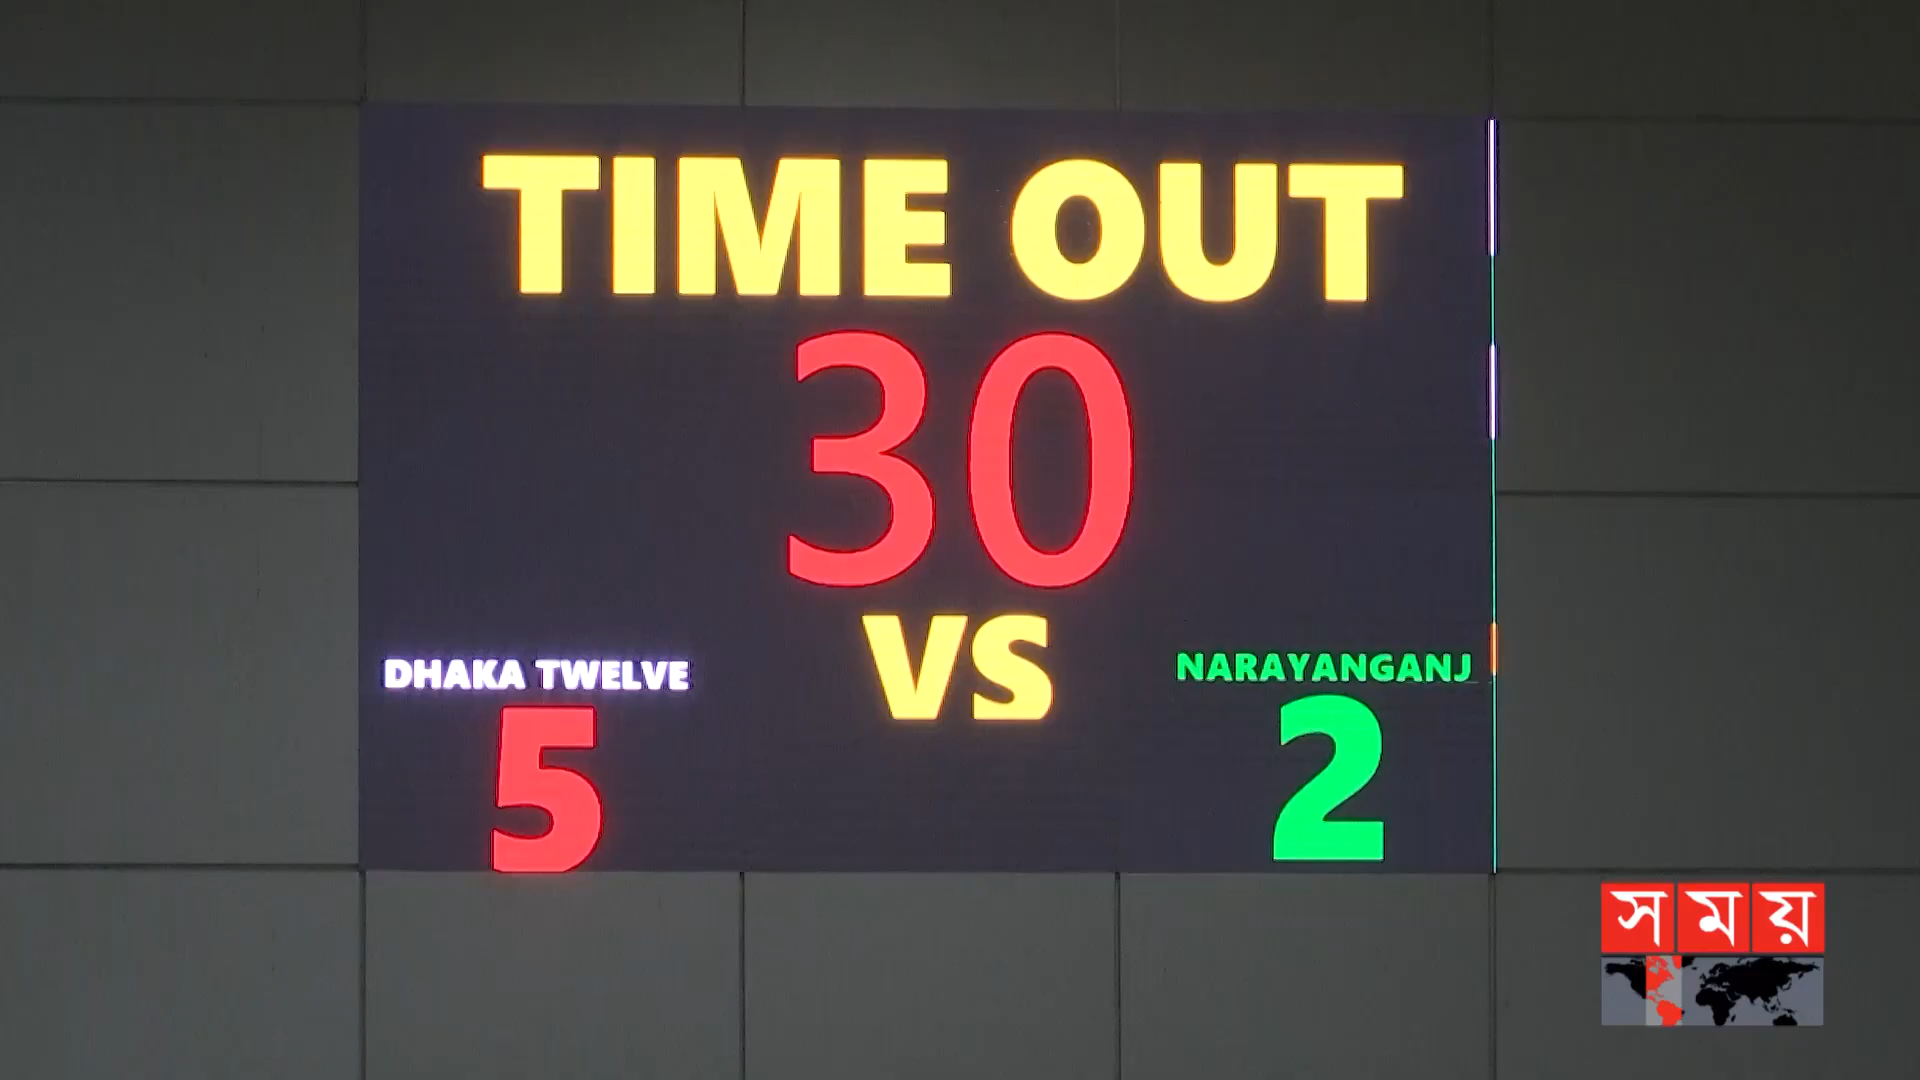 TIME OUT
30
VS
DHAKA TWELVE
NARAYANGANJ
5
2
সময়